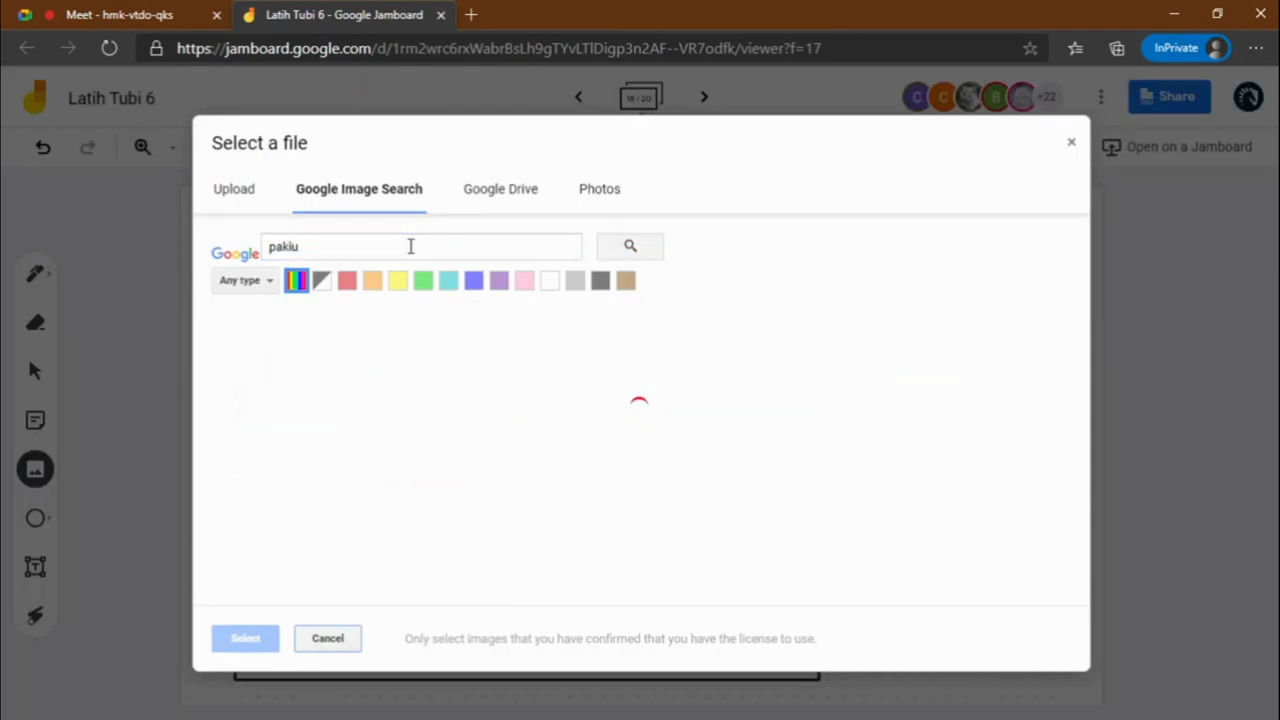 Meet - hmk-vtdo-qks
Latih Tubi 6 - Google Jamboard
https://jamboard.google.com/d/1rm2wrc6rxWabrBsLh9gTYvLTlDigp3n2AF--VR7odfk/viewer?f=17
InPrivate
Latih Tubi 6
18 / 20
C
C
B
+22
Share
Open on a Jamboard
Select a file
Upload
Google Image Search
Google Drive
Photos
Google
pakiu
Any type
Select
Cancel
Only select images that you have confirmed that you have the license to use.